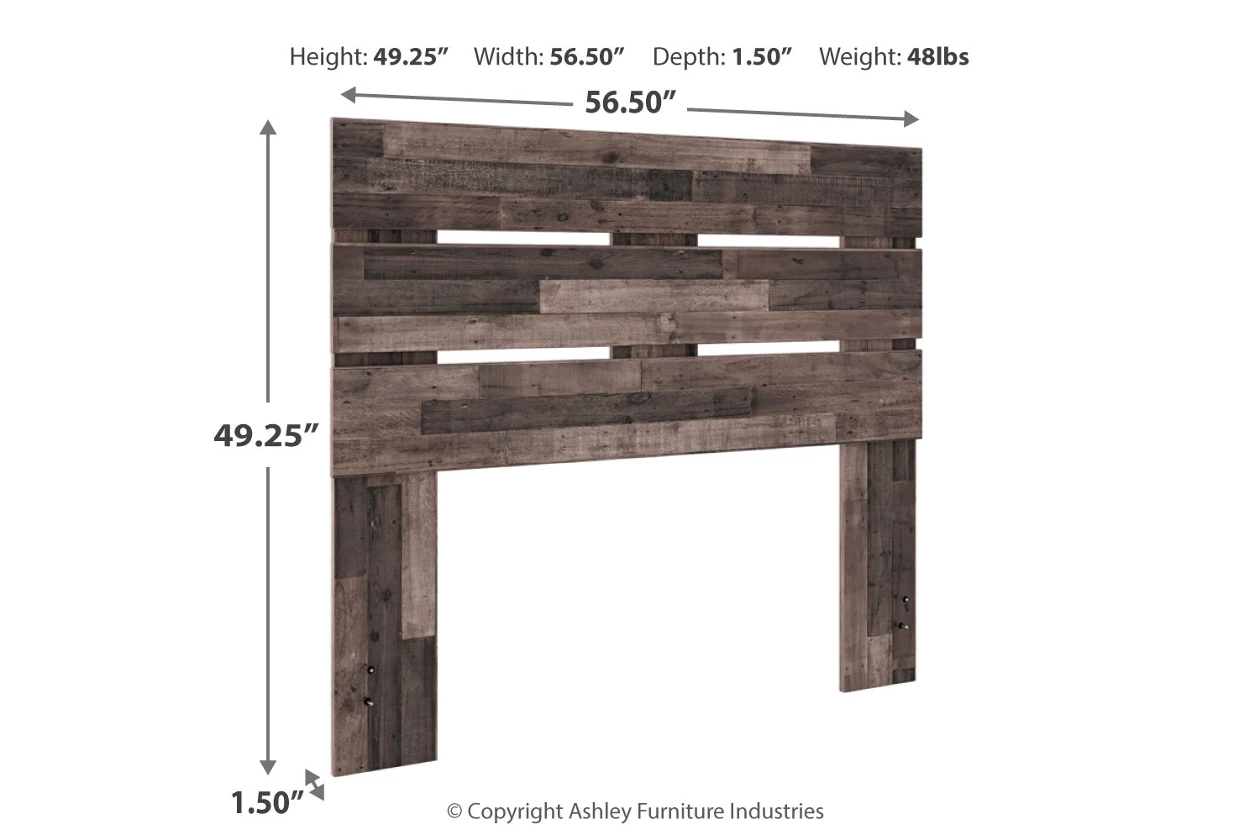 Height: 49.25” Width: 56.50” Depth: 1.50” Weight: 48lbs
56.50”
49.25”
1.50”
© Copyright Ashley Furniture Industries